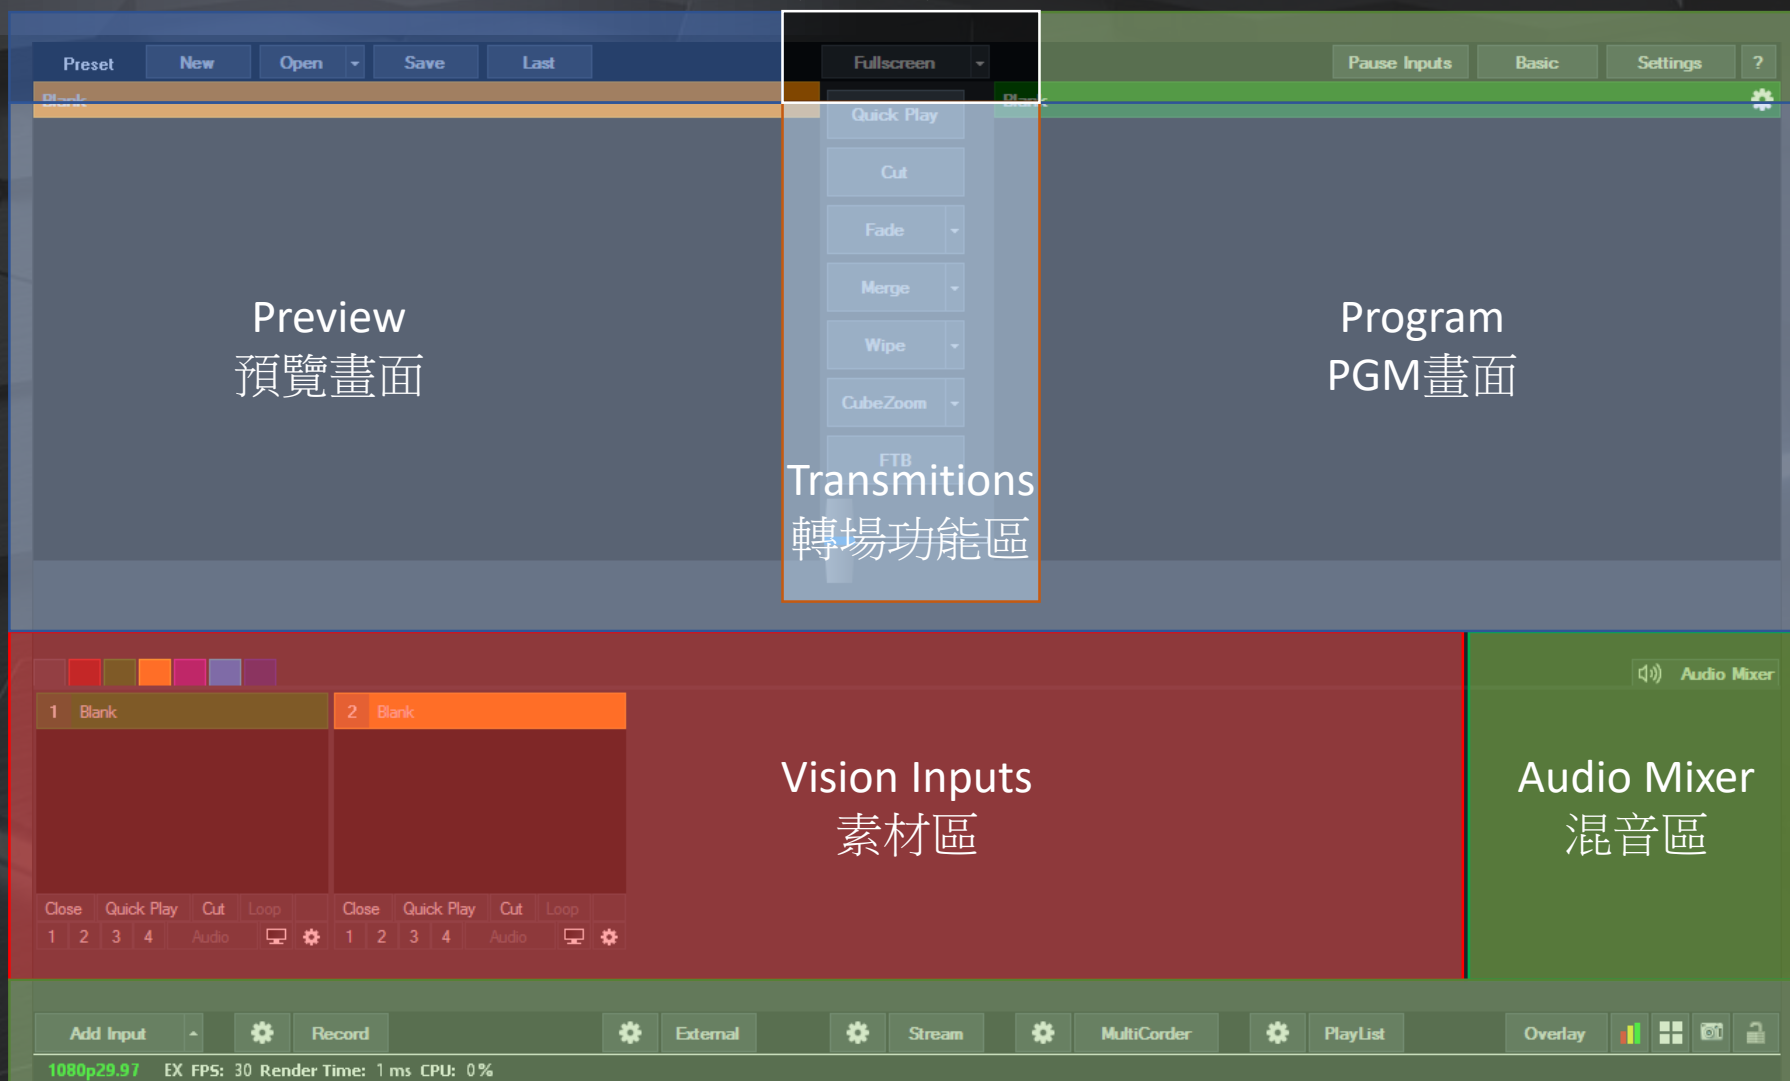 Preset New Open Save Last Fullscreen Pause Inputs Basic Settings ?
Blank Blank
Quick Play
Cut
Fade
Merge
Wipe
CubeZoom
FTB
Preview
預覽畫面
Transmitions
轉場功能區
Program
PGM畫面
Audio Mixer
1 Blank 2 Blank
Vision Inputs
素材區
Audio Mixer
混音區
Close Quick Play Cut Loop Close Quick Play Cut Loop
1 2 3 4 Audio 1 2 3 4 Audio
Add Input Record External Stream MultiCorder PlayList Overlay
1080p29.97 EX FPS: 30 Render Time: 1 ms CPU: 0 %